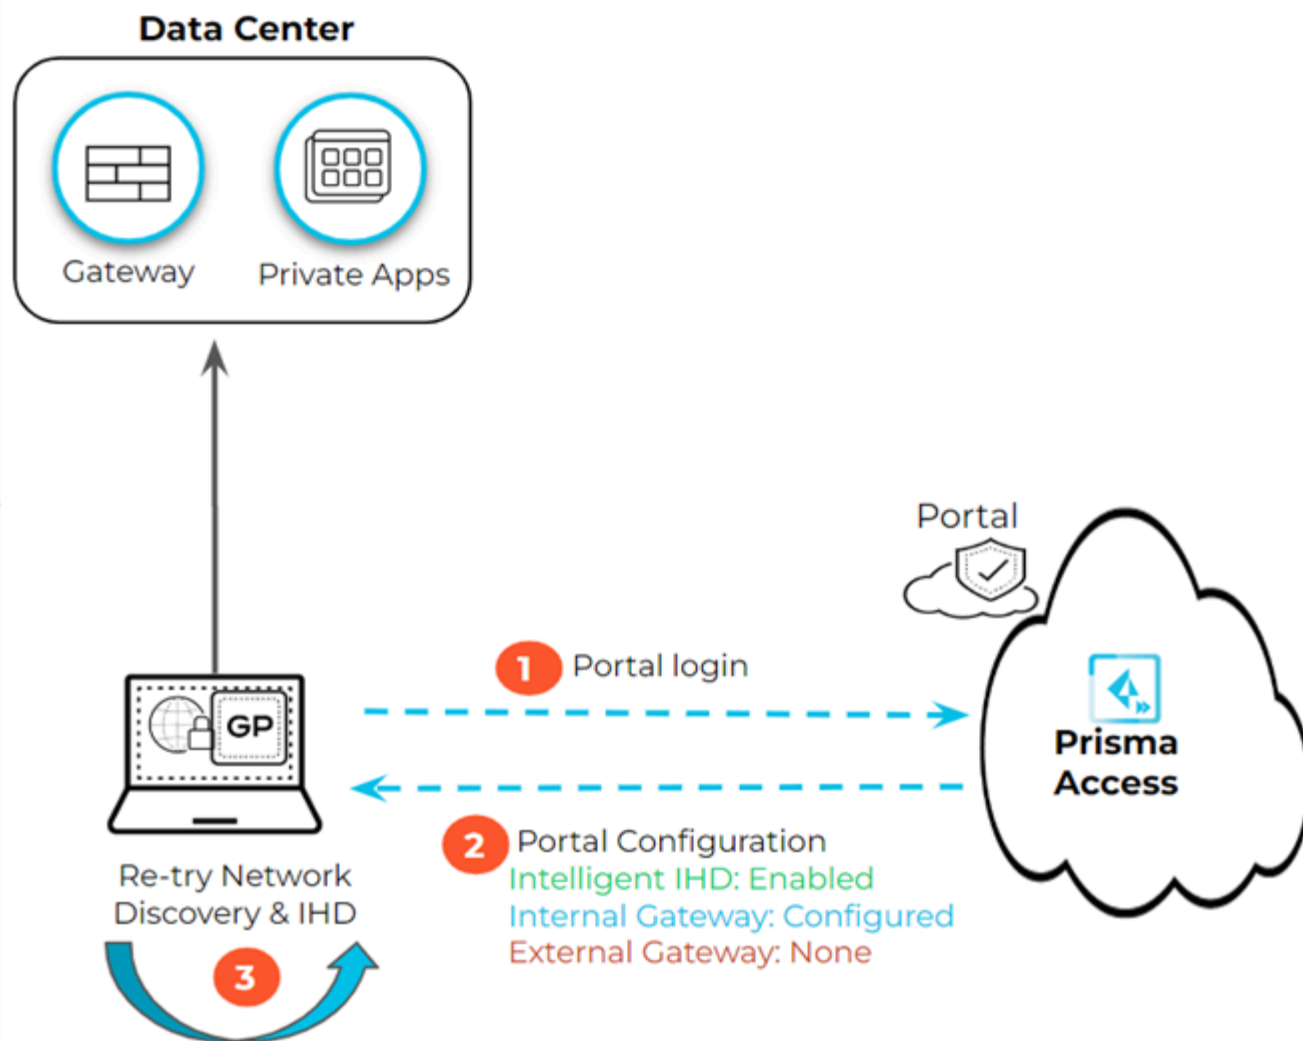 Data Center
Gateway
Private Apps
Portal
1 Portal login
GP
Prisma
Access
2 Portal Configuration
Intelligent IHD: Enabled
Internal Gateway: Configured
External Gateway: None
Re-try Network
Discovery & IHD
3